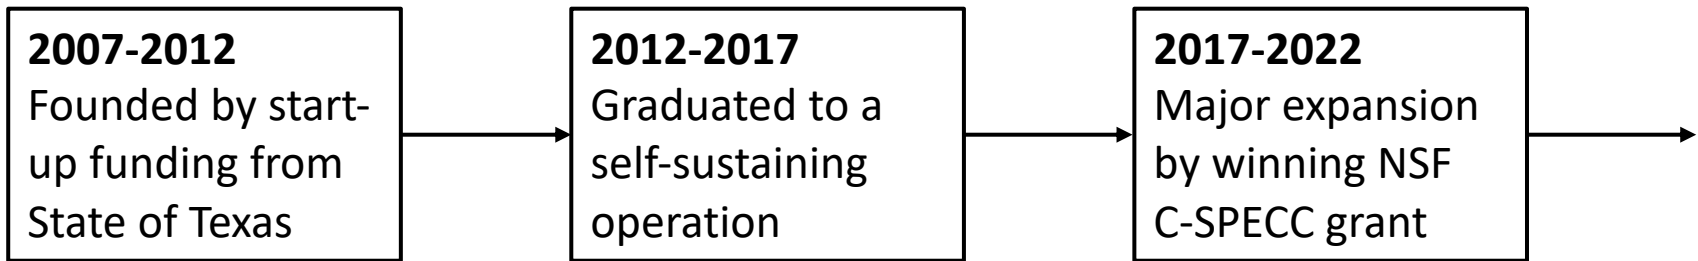 2007-2012
Founded by start-
up funding from
State of Texas
2012-2017
Graduated to a
self-sustaining
operation
2017-2022
Major expansion
by winning NSF
C-SPECC grant